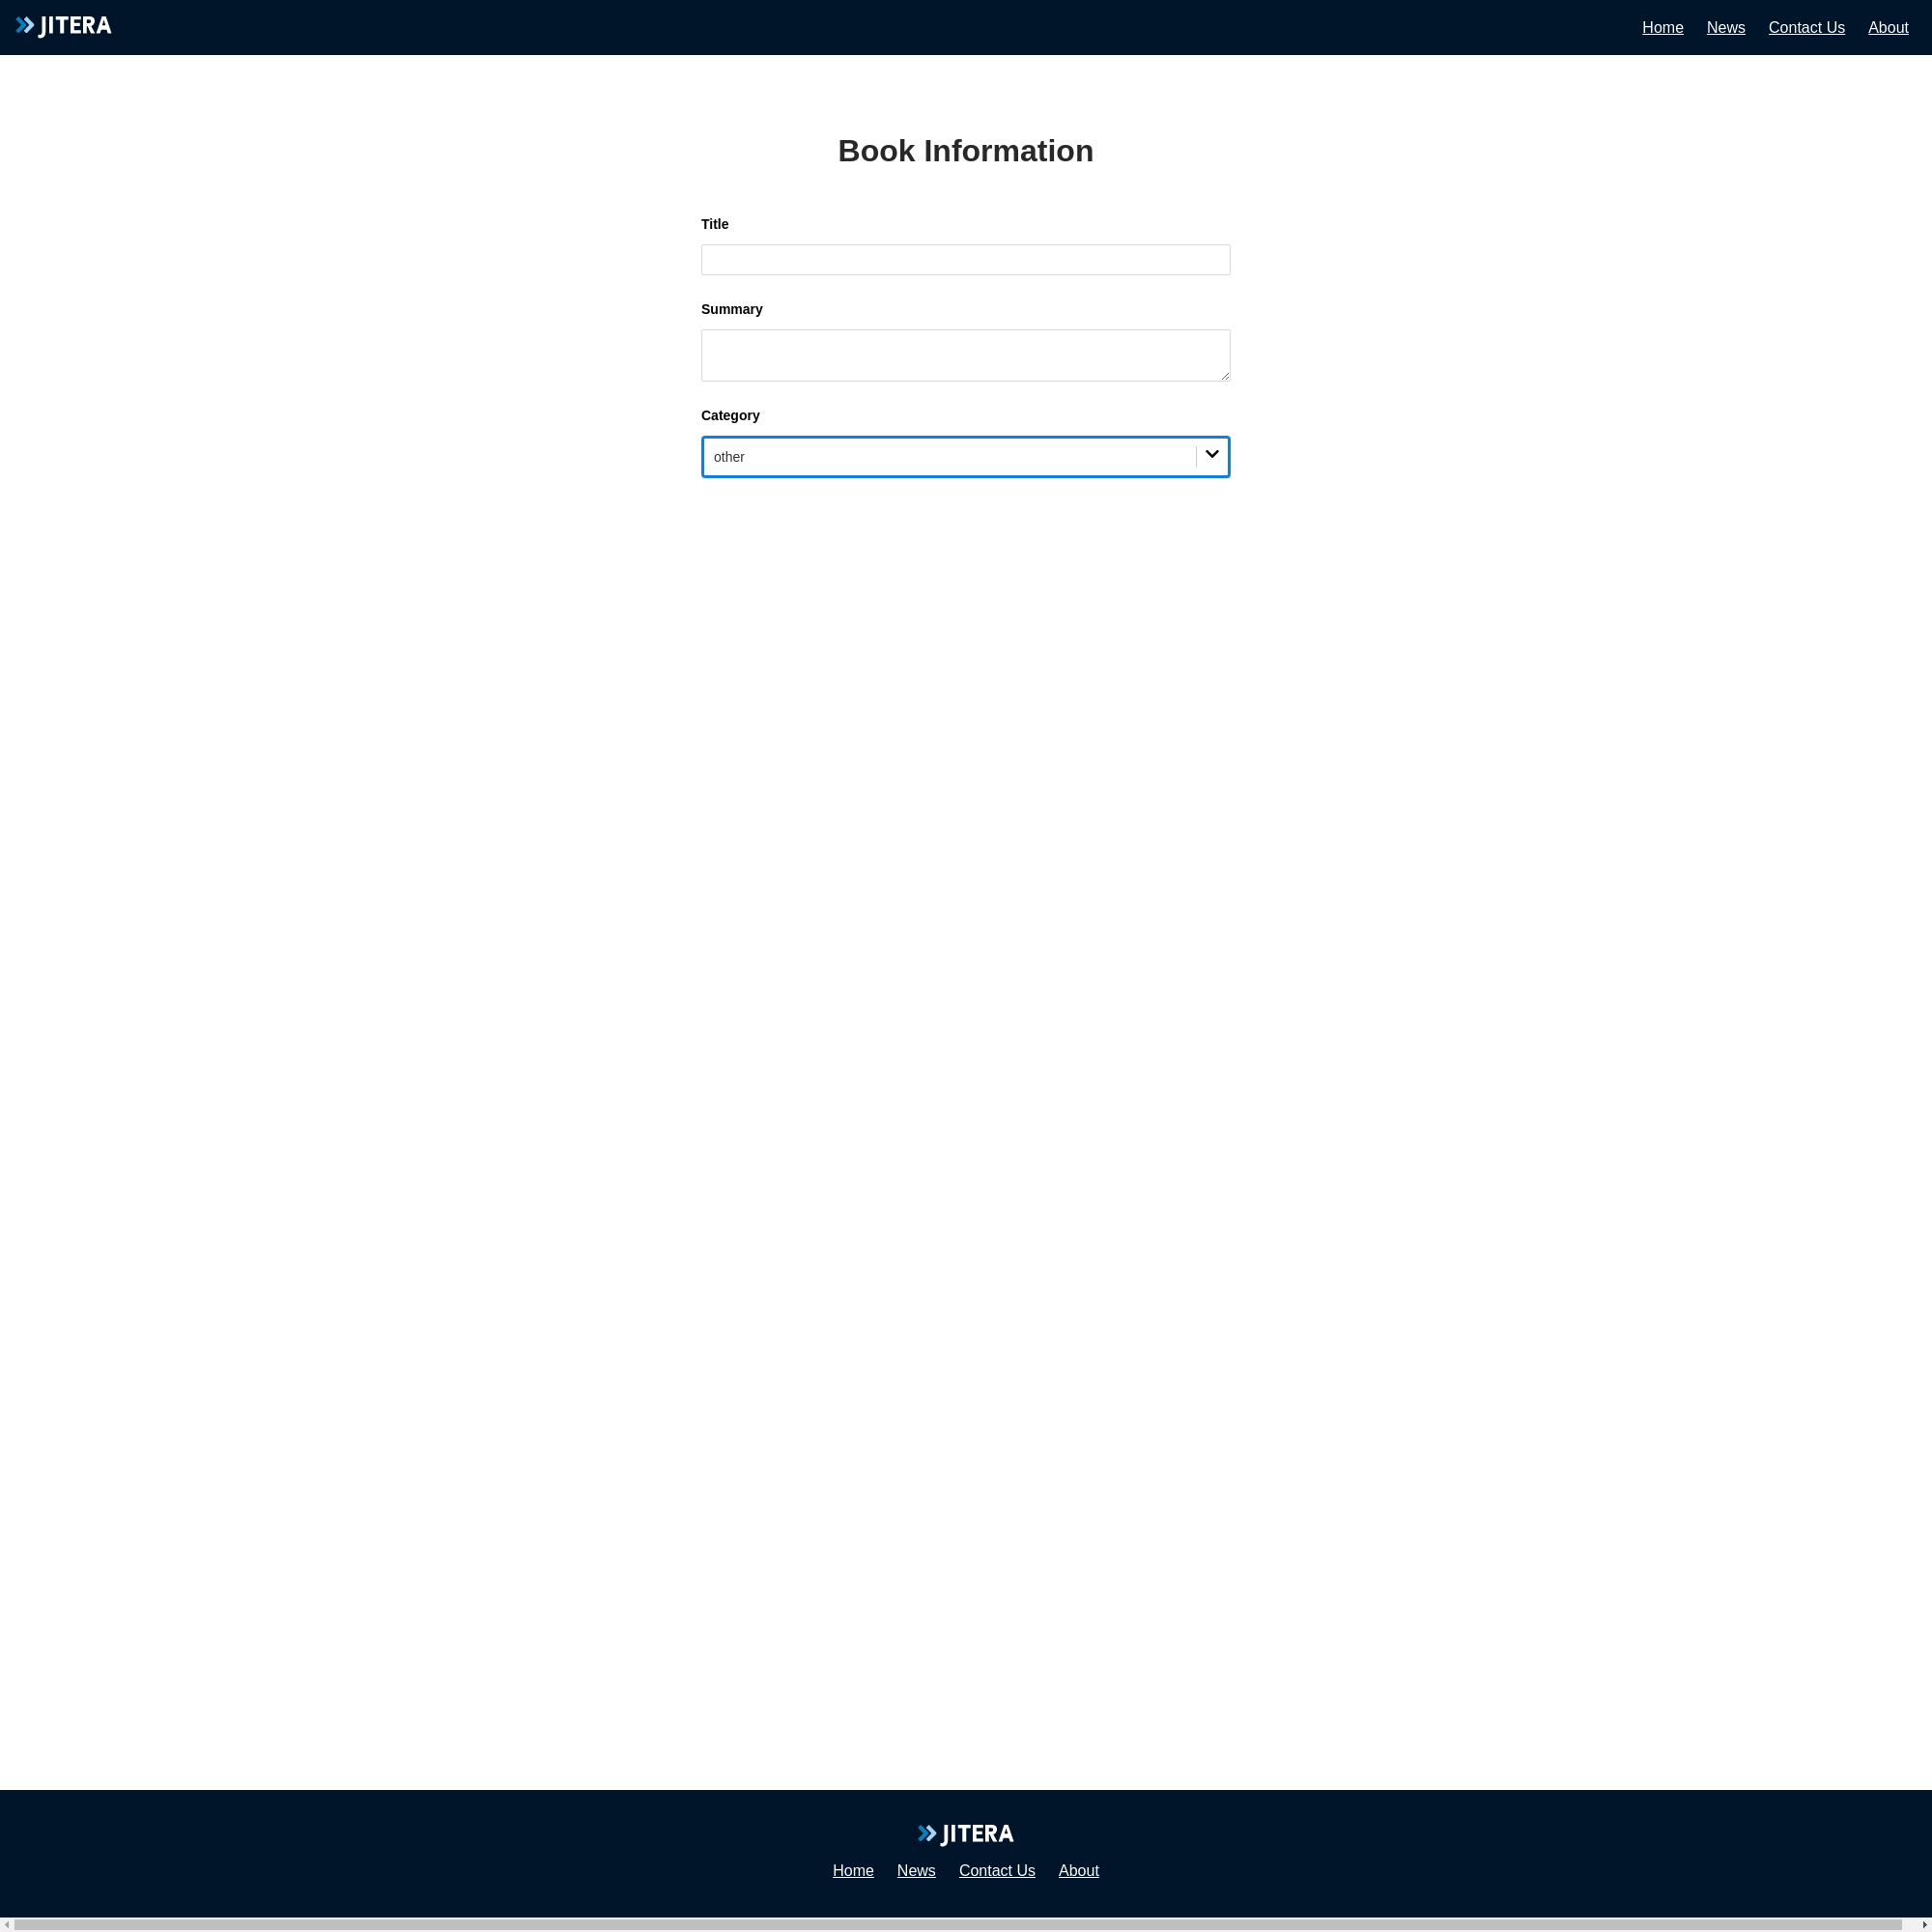 JITERA
Home News Contact Us About
Book Information
Title
Summary
Category
other
JITERA
Home News Contact Us About